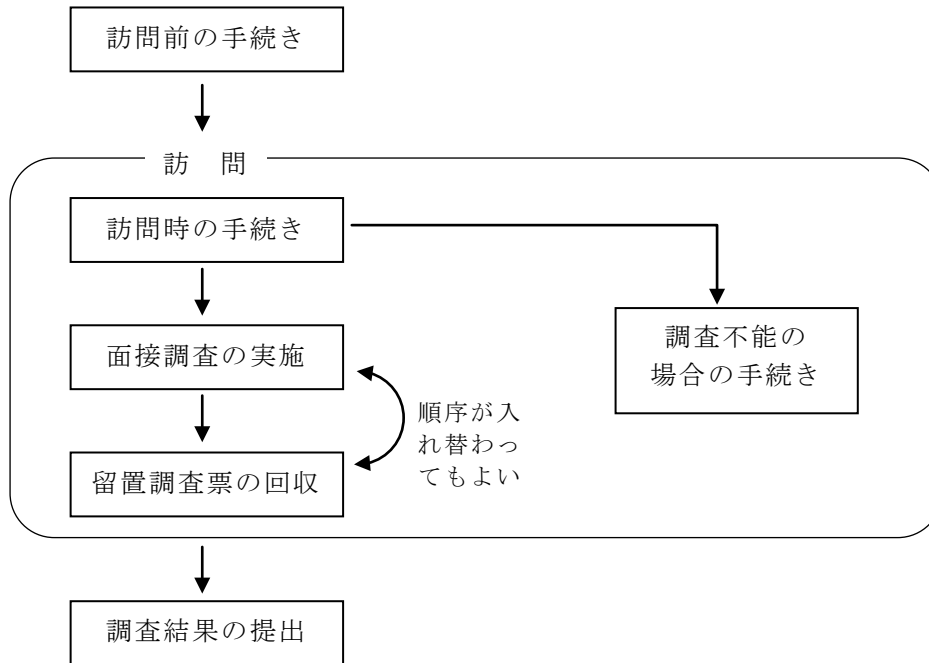 訪問前の手続き
訪　問
訪問時の手続き
面接調査の実施
調査不能の
場合の手続き
順序が入
れ替わっ
てもよい
留置調査票の回収
調査結果の提出